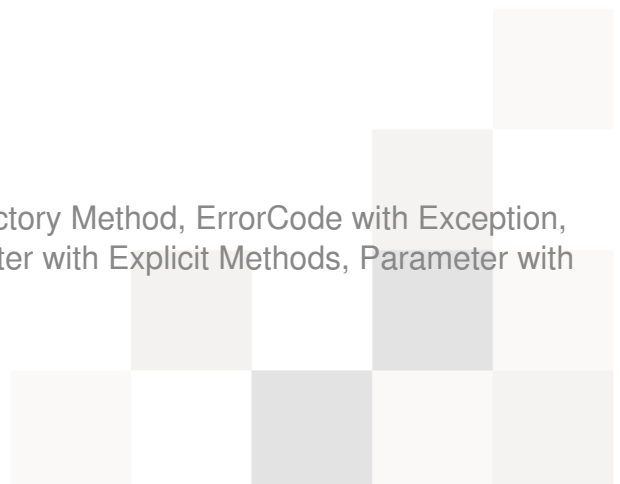 ctory Method, ErrorCode with Exception,
ter with Explicit Methods, Parameter with